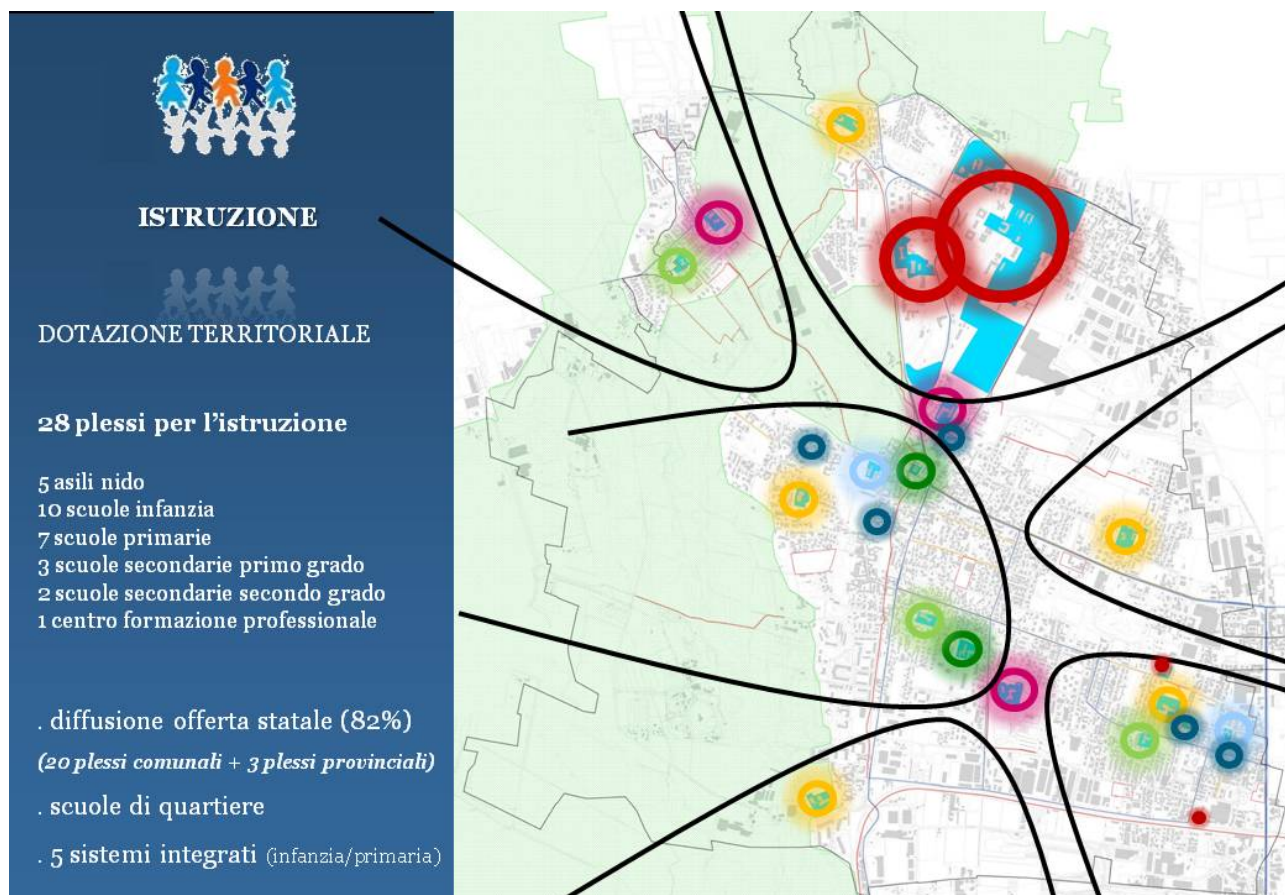 ISTRUZIONE
DOTAZIONE TERRITORIALE
28 plessi per l’istruzione
5 asili nido
10 scuole infanzia
7 scuole primarie
3 scuole secondarie primo grado
2 scuole secondarie secondo grado
1 centro formazione professionale
. diffusione offerta statale (82%)
(20 plessi comunali + 3 plessi provinciali)
. scuole di quartiere
. 5 sistemi integrati (infanzia/primaria)